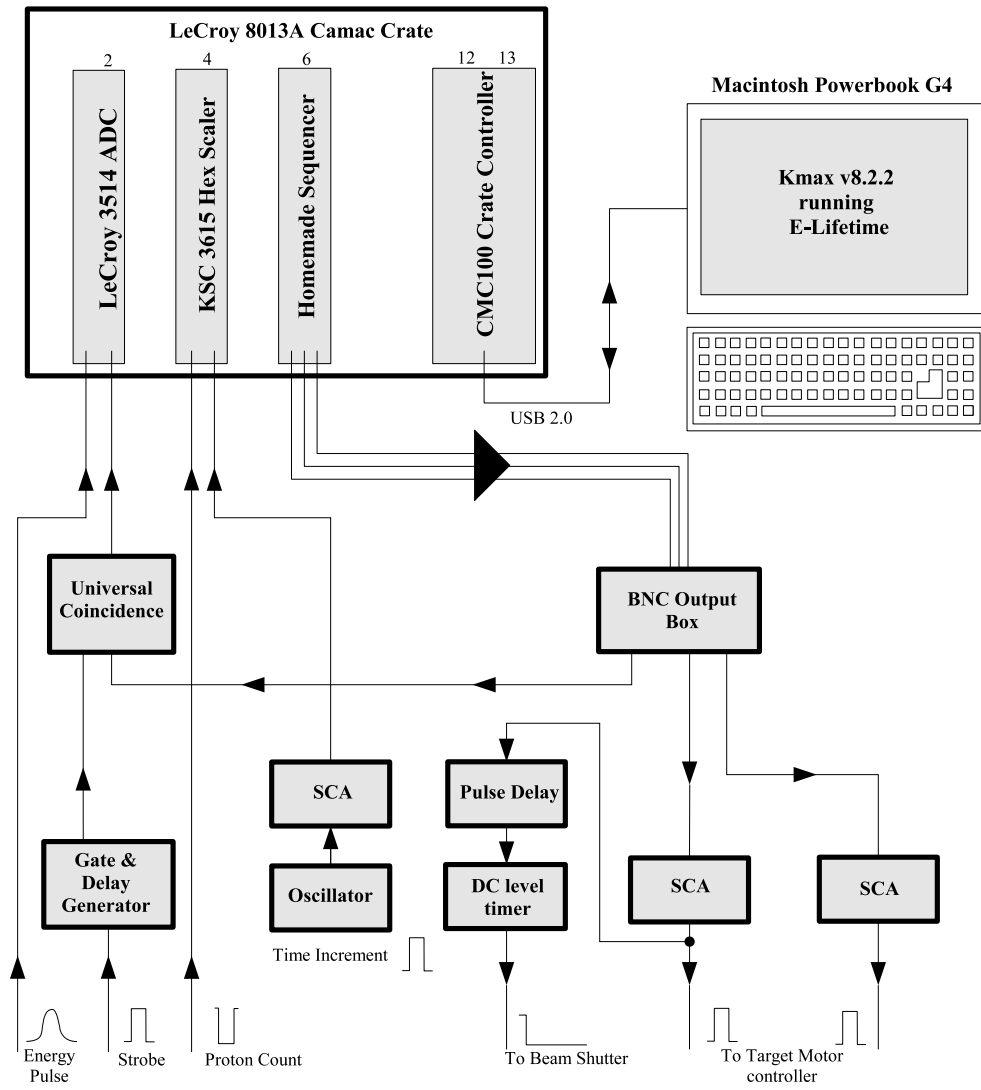 LeCroy 8013A Camac Crate
2
4
6
12
13
LeCroy 3514 ADC
KSC 3615 Hex Scaler
Homemade Sequencer
CMC100 Crate Controller
Macintosh Powerbook G4
Kmax v8.2.2
running
E-Lifetime
USB 2.0
Universal
Coincidence
BNC Output
Box
SCA
Pulse Delay
Gate &
Delay
Generator
Oscillator
DC level
timer
SCA
SCA
Time Increment
Energy
Pulse
Strobe
Proton Count
To Beam Shutter
To Target Motor
controller